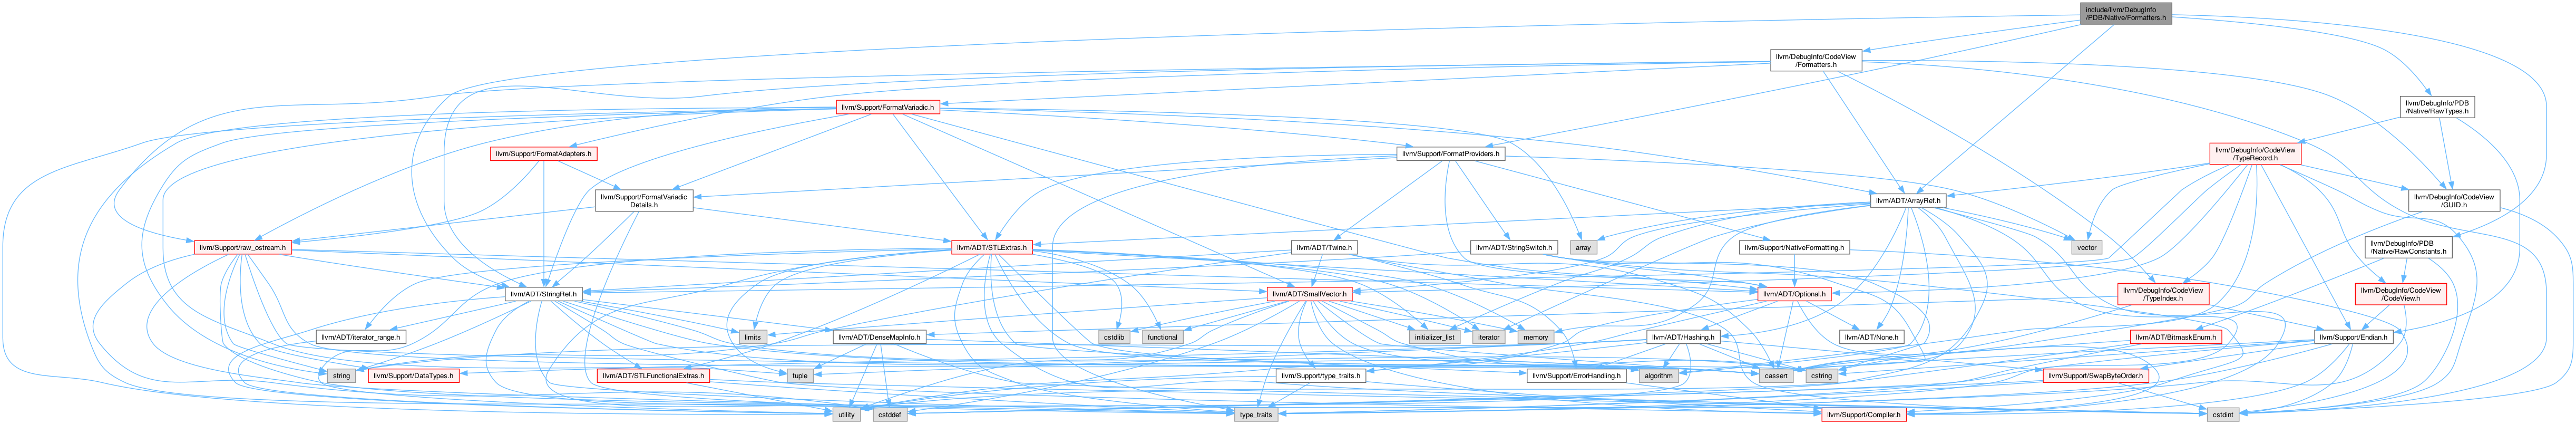 include/llvm/DebugInfo
/PDB/Native/Formatters.h
llvm/DebugInfo/CodeView
/Formatters.h
llvm/DebugInfo/PDB
/Native/RawTypes.h
llvm/Support/FormatVariadic.h
llvm/Support/FormatAdapters.h
llvm/Support/FormatProviders.h
llvm/DebugInfo/CodeView
/TypeRecord.h
llvm/Support/FormatVariadic
Details.h
llvm/ADT/ArrayRef.h
llvm/DebugInfo/CodeView
/GUID.h
llvm/Support/raw_ostream.h
llvm/ADT/STLExtras.h
llvm/ADT/Twine.h
llvm/ADT/StringSwitch.h
array
llvm/Support/NativeFormatting.h
vector
llvm/DebugInfo/PDB
/Native/RawConstants.h
llvm/ADT/StringRef.h
llvm/ADT/SmallVector.h
llvm/ADT/Optional.h
llvm/DebugInfo/CodeView
/TypeIndex.h
llvm/DebugInfo/CodeView
/CodeView.h
llvm/ADT/iterator_range.h
limits
llvm/ADT/DenseMapInfo.h
cstdlib
functional
initializer_list
iterator
memory
llvm/ADT/Hashing.h
llvm/ADT/None.h
llvm/ADT/BitmaskEnum.h
llvm/Support/Endian.h
string
llvm/Support/DataTypes.h
llvm/ADT/STLFunctionalExtras.h
tuple
llvm/Support/type_traits.h
llvm/Support/ErrorHandling.h
algorithm
cassert
cstring
llvm/Support/SwapByteOrder.h
utility
cstddef
type_traits
llvm/Support/Compiler.h
cstdint